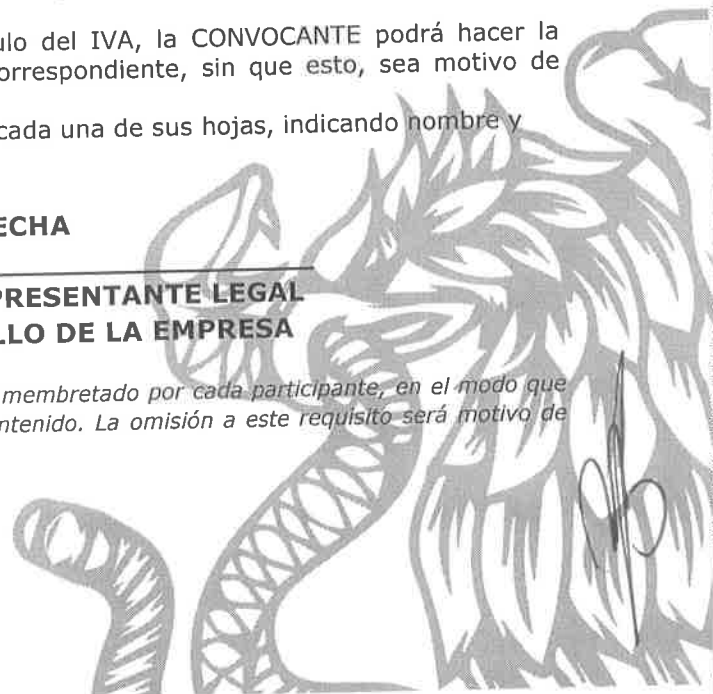 ulo del IVA, la CONVOCANTE podrá hacer la
orrespondiente, sin que esto, sea motivo de
cada una de sus hojas, indicando nombre y
ECHA
PRESENTANTE LEGAL
LLO DE LA EMPRESA
membretado por cada participante, en el modo que
ntenido. La omisión a este requisito será motivo de